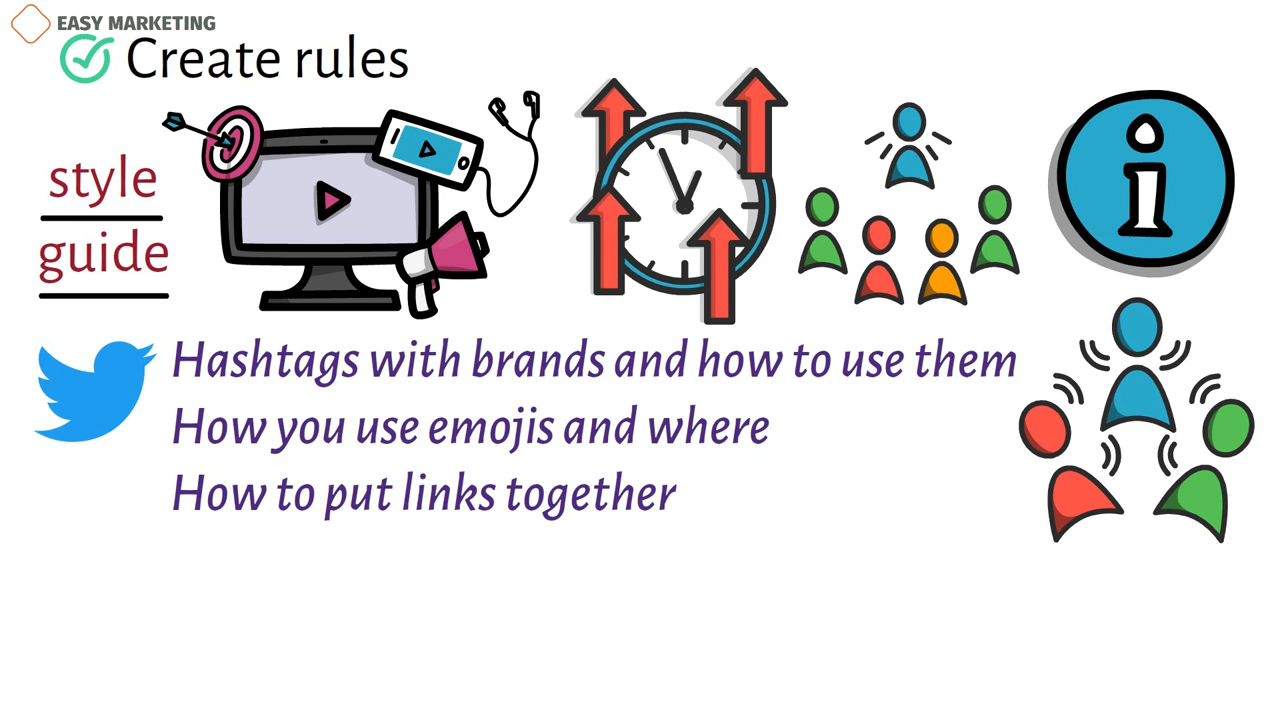 EASY MARKETING
Create rules
style
guide
Hashtags with brands and how to use them
How you use emojis and where
How to put links together